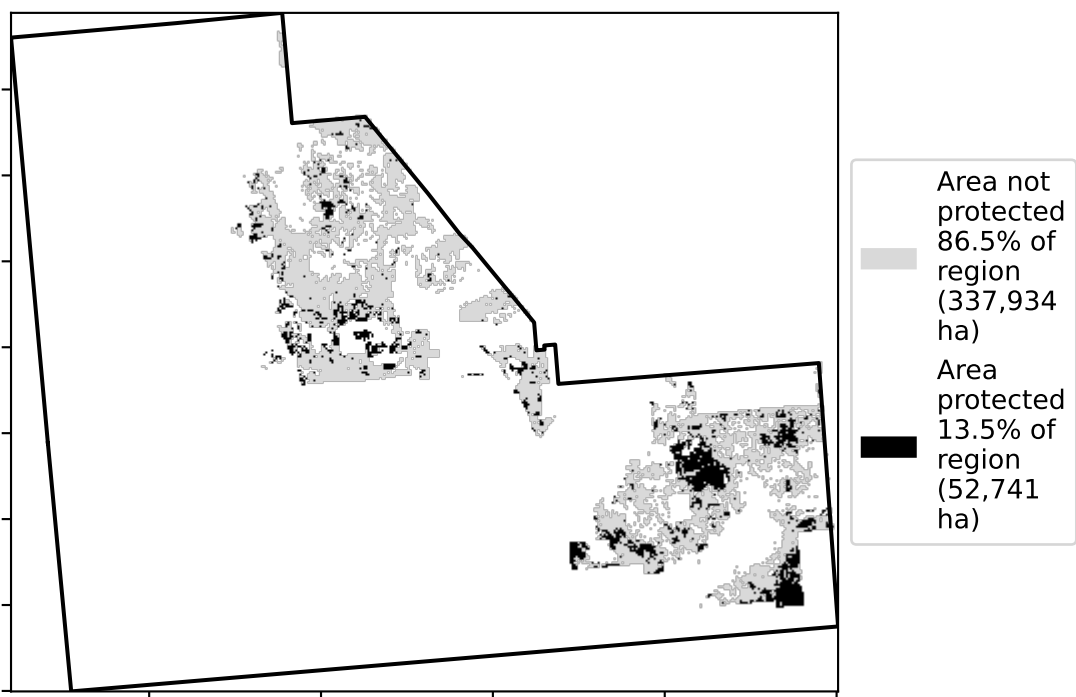 Area not
protected
86.5% of
region
(337,934
ha)
Area
protected
13.5% of
region
(52,741
ha)